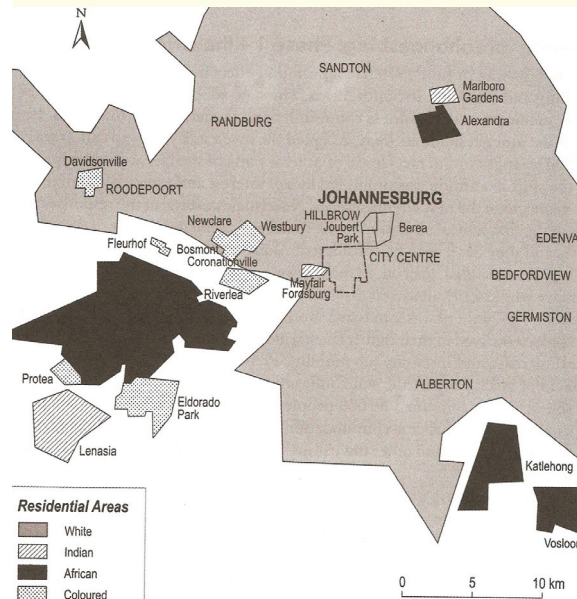 N
SANDTON
Marlboro
Gardens
RANDBURG
Alexandra
Davidsonville
ROODEPOORT
JOHANNESBURG
Newclare
Westbury
HILLBROW
Joubert
Park
Berea
Fleurhof
Bosmont
Coronationville
CITY CENTRE
EDENVA
Riverlea
Mayfair
Fordsburg
BEDFORDVIEW
GERMISTON
Protea
Eldorado
Park
ALBERTON
Lenasia
Katlehong
Residential Areas
White
Indian
African
Coloured
Vosloor
0 5 10 km